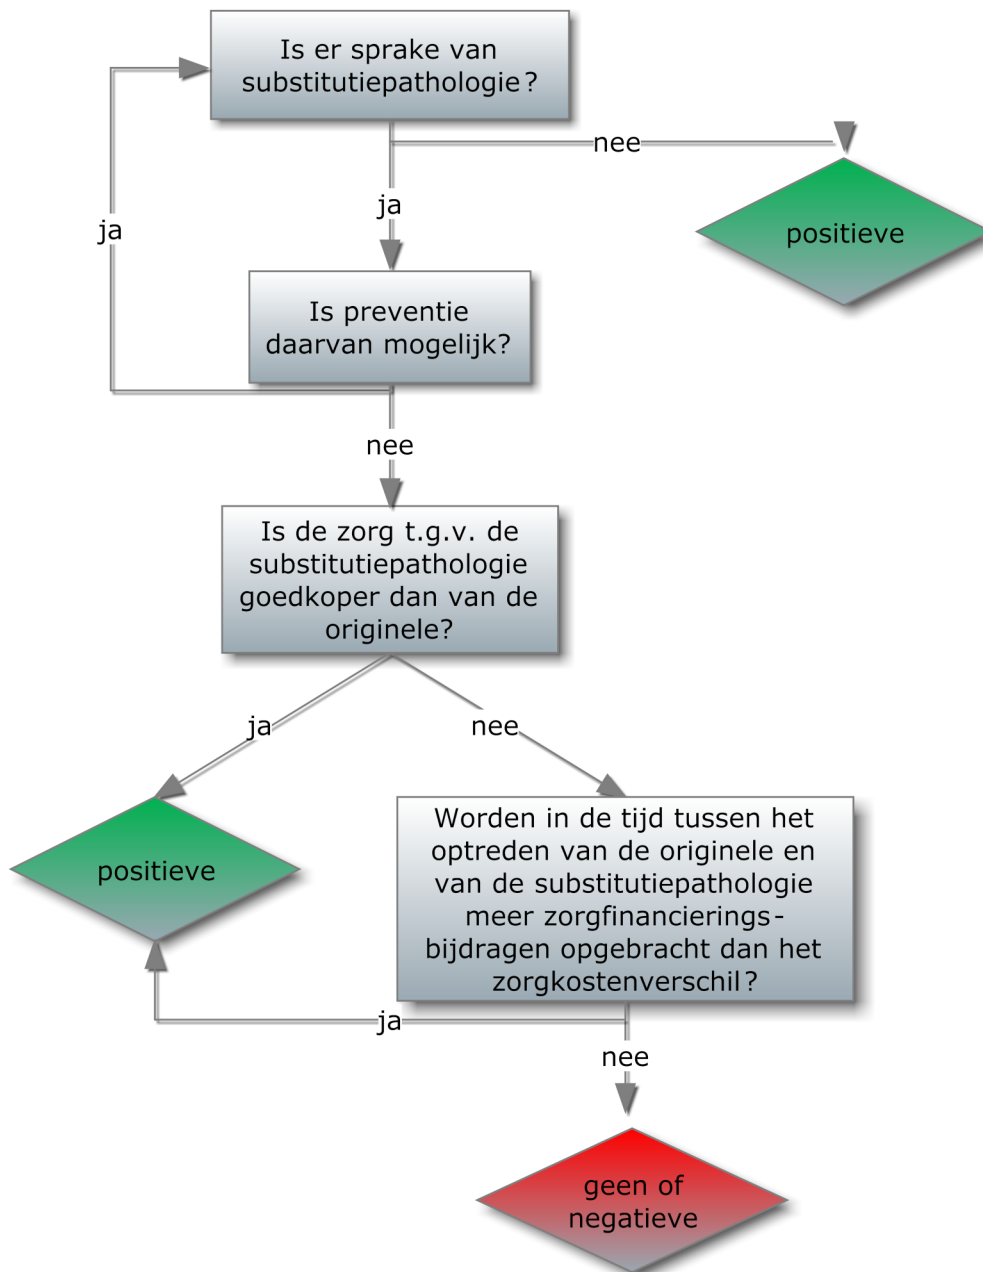 Is er sprake van
substitutiepathologie?
nee
positieve
ja
ja
Is preventie
daarvan mogelijk?
nee
Is de zorg t.g.v. de
substitutiepathologie
goedkoper dan van de
originele?
ja
nee
positieve
Worden in de tijd tussen het
optreden van de originele en
van de substitutiepathologie
meer zorgfinancierings-
bijdragen opgebracht dan het
zorgkostenverschil?
ja
nee
geen of
negatieve